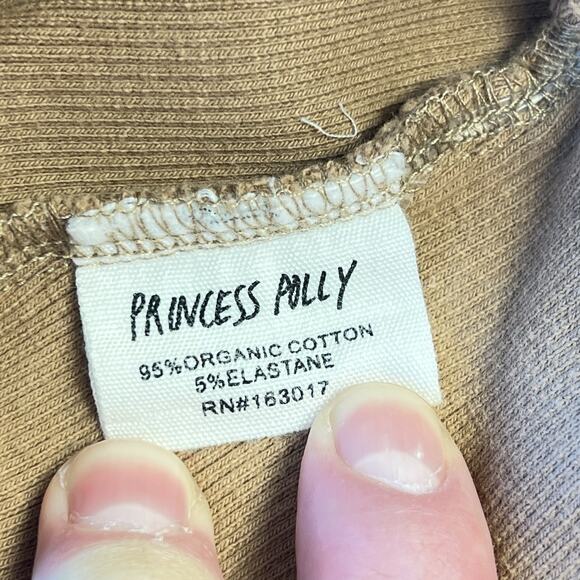 PRINCESS POLLY
95%ORGANIC COTTON
5%ELASTANE
RN#163017